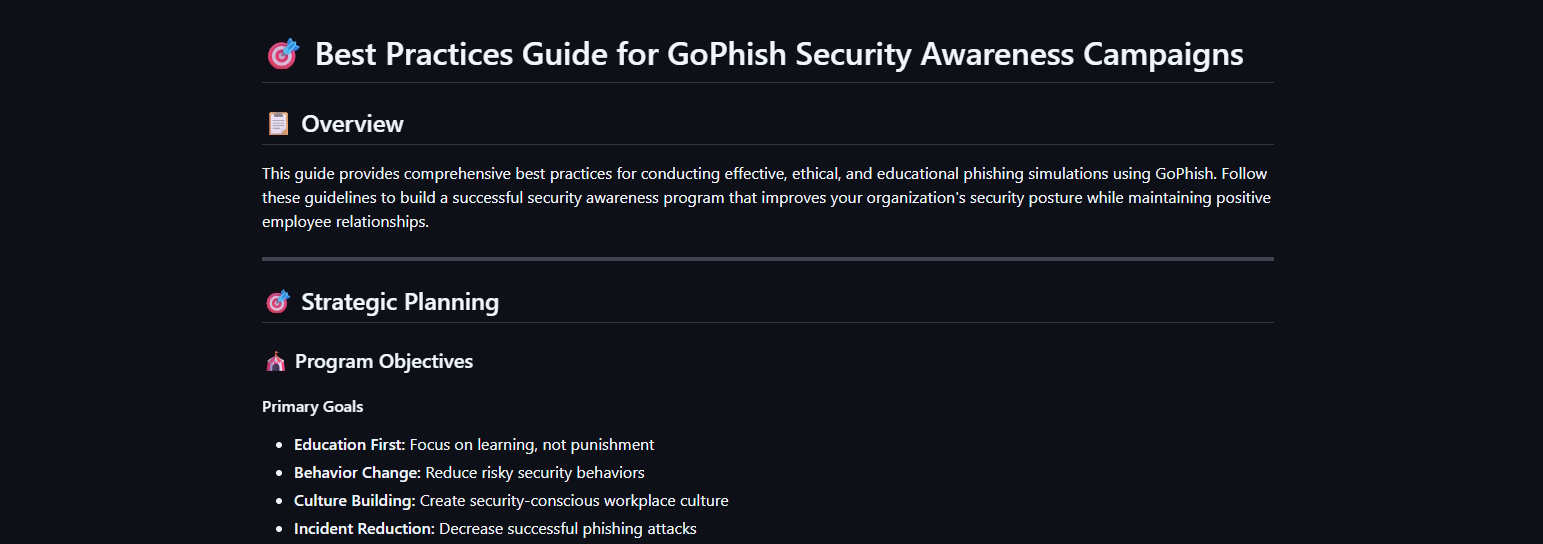 Best Practices Guide for GoPhish Security Awareness Campaigns
Overview
This guide provides comprehensive best practices for conducting effective, ethical, and educational phishing simulations using GoPhish. Follow
these guidelines to build a successful security awareness program that improves your organization's security posture while maintaining positive
employee relationships.
Strategic Planning
Program Objectives
Primary Goals
• Education First: Focus on learning, not punishment
• Behavior Change: Reduce risky security behaviors
• Culture Building: Create security-conscious workplace culture
• Incident Reduction: Decrease successful phishing attacks